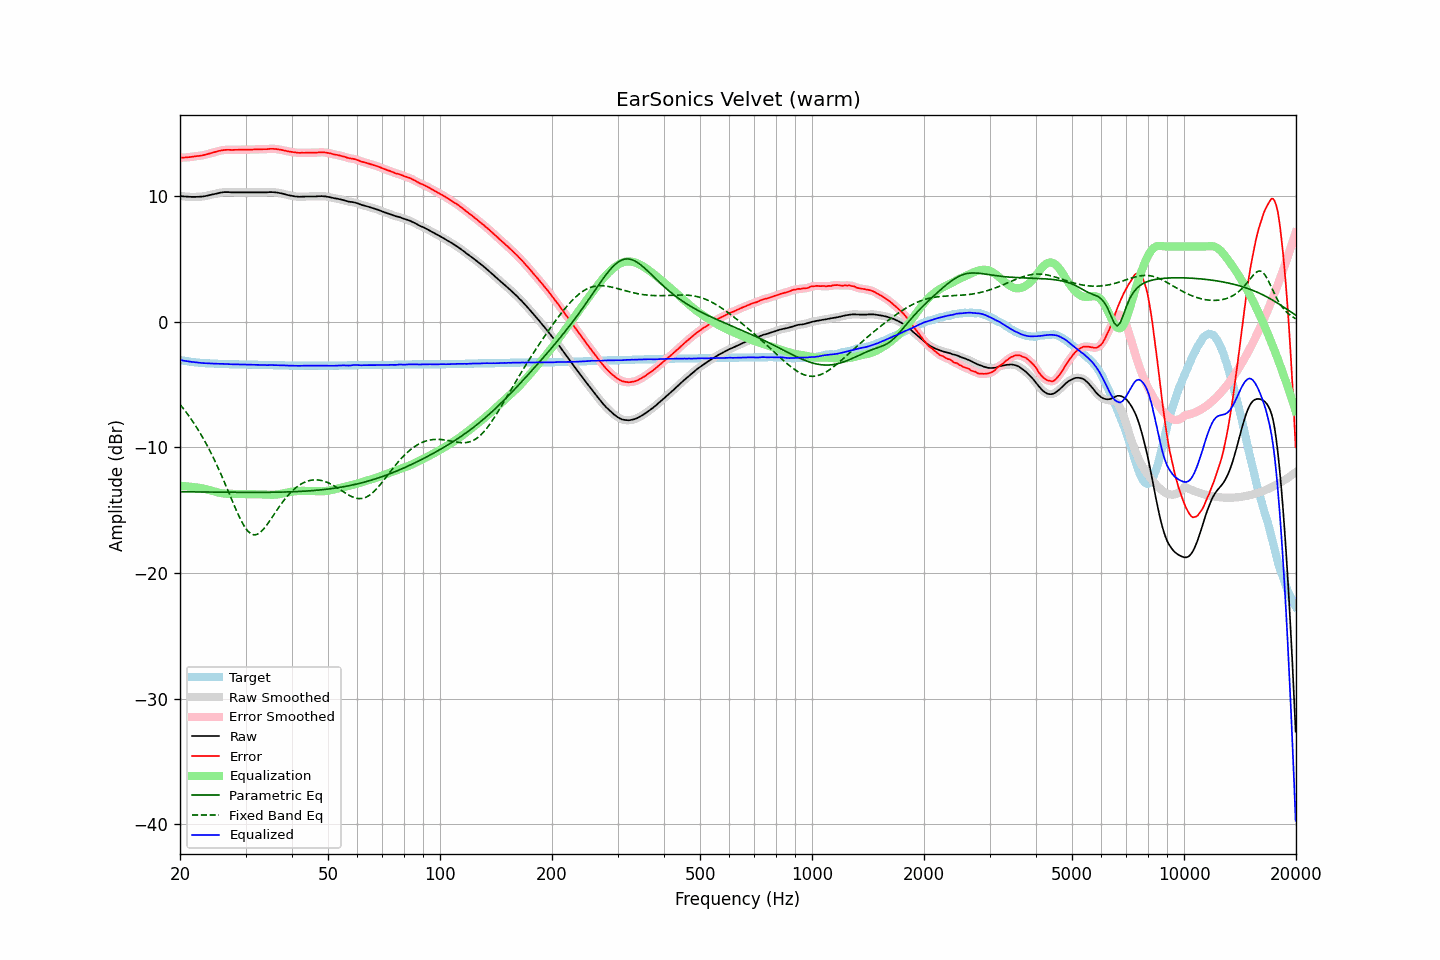 EarSonics Velvet (warm)
Amplitude (dBr)
10
0
−10
−20
−30
−40
Target
Raw Smoothed
Error Smoothed
Raw
Error
Equalization
Parametric Eq
Fixed Band Eq
Equalized
20 50 100 200 500 1000 2000 5000 10000 20000
Frequency (Hz)